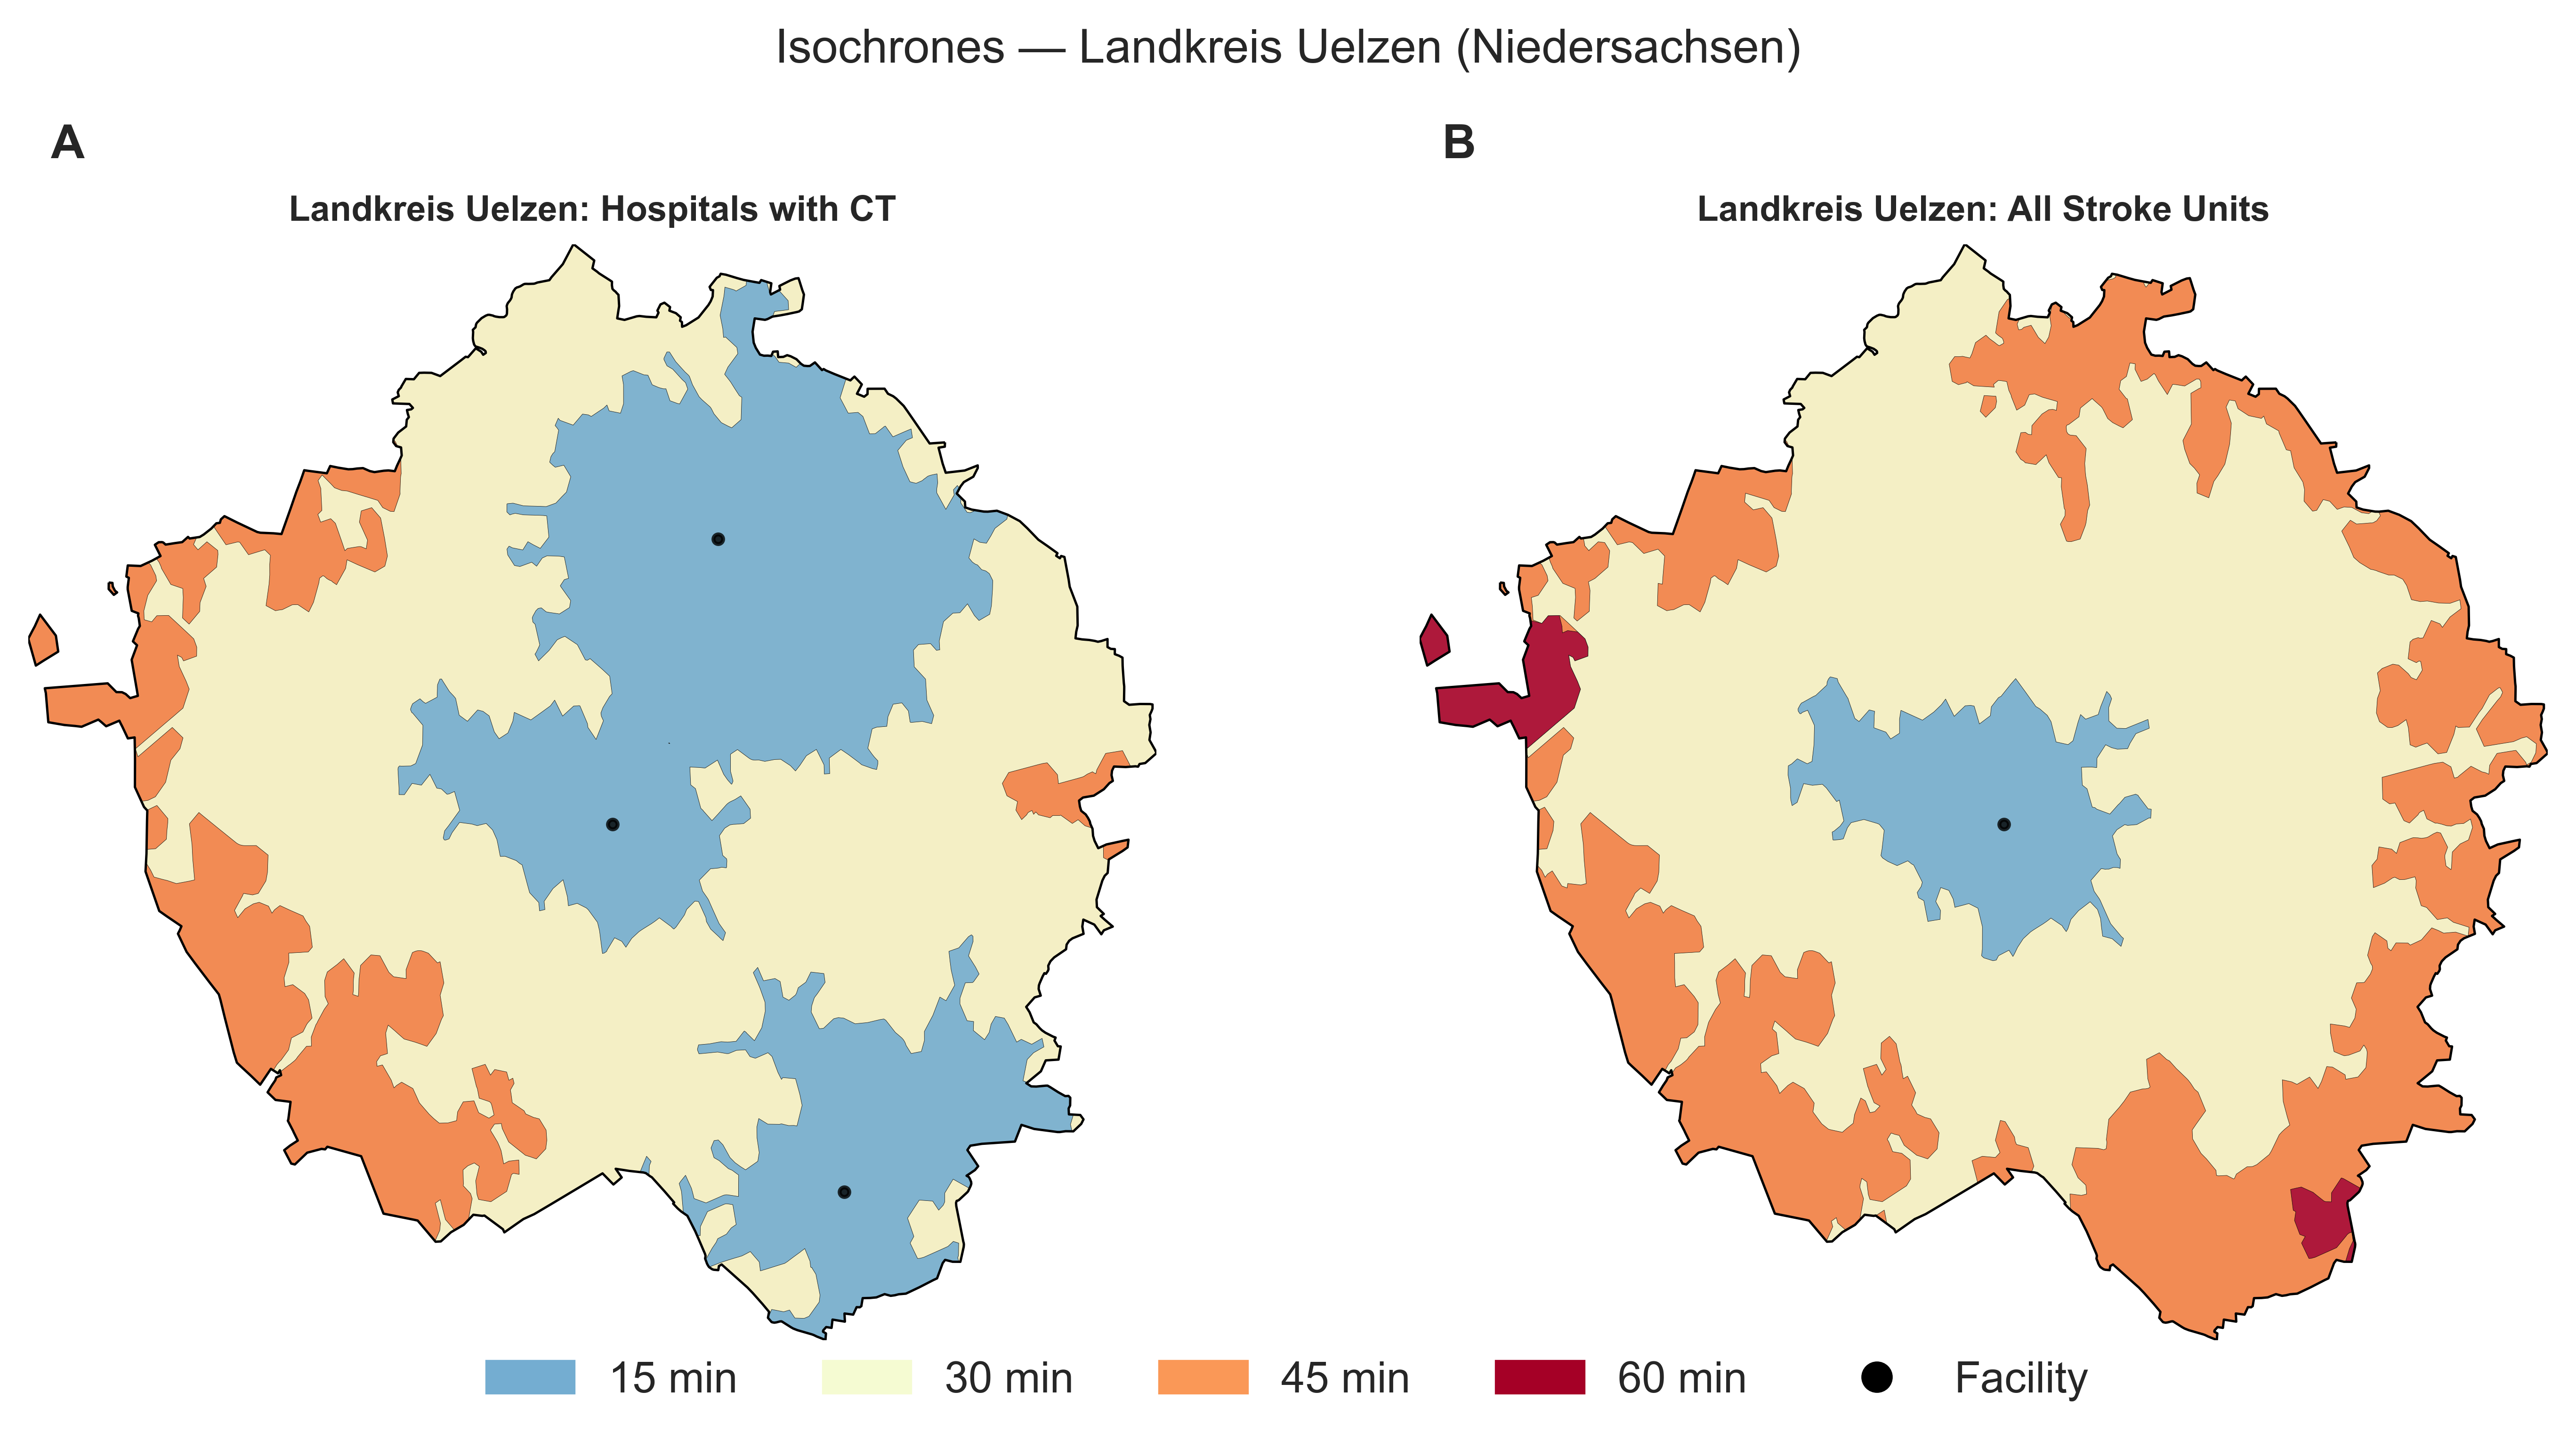 Isochrones — Landkreis Uelzen (Niedersachsen)
A
B
Landkreis Uelzen: Hospitals with CT
Landkreis Uelzen: All Stroke Units
15 min
30 min
45 min
60 min
Facility